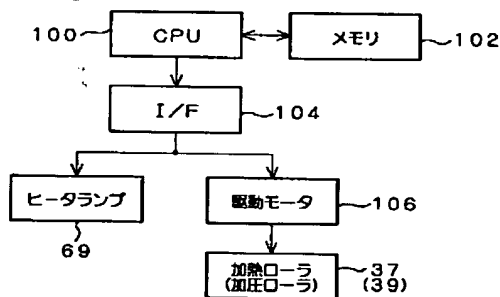 100 CPU メモリ 102
I/F 104
ヒータランプ 駆動モータ 106
69
加熱ローラ 37
(加圧ローラ) (39)